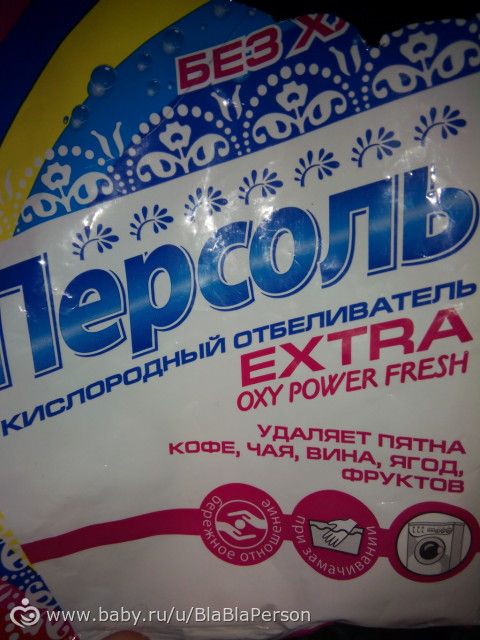 БЕЗ
Персоль
КИСЛОРОДНЫЙ ОТБЕЛИВАТЕЛЬ
EXTRA
OXY POWER FRESH
УДАЛЯЕТ ПЯТНА
КОФЕ, ЧАЯ, ВИНА, ЯГОД,
ФРУКТОВ
бережное отношение
при замачивании
www.baby.ru/u/BlaBlaPerson